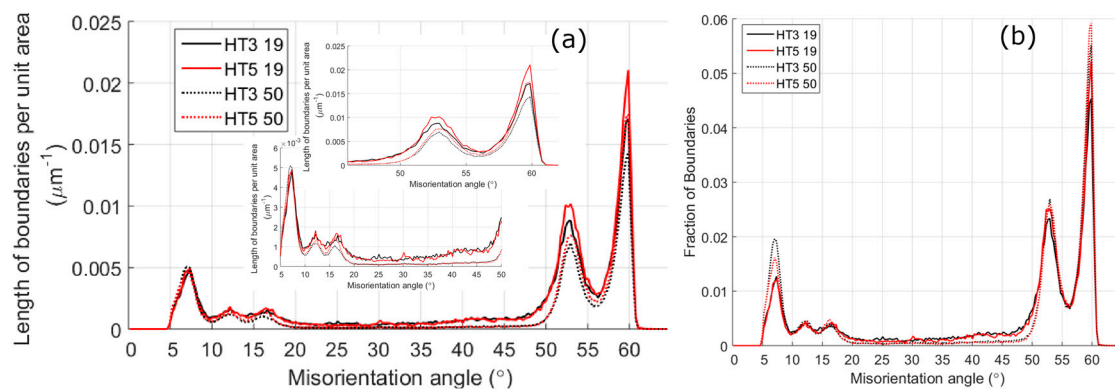 (a)
Length of boundaries per unit area
(μm⁻¹)
HT3 19
HT5 19
HT3 50
HT5 50
0.025
0.02
0.015
0.01
0.005
0
0 5 10 15 20 25 30 35 40 45 50 55 60
Misorientation angle (°)
Length of boundaries per unit area
(μm⁻¹)
0.025
0.020
0.015
0.010
0.005
0
50 55 60
Misorientation angle (°)
Length of boundaries per unit area
(μm⁻¹)
6 × 10⁻³
5
4
3
2
1
0
5 10 15 20 25 30 35 40 45 50
Misorientation angle (°)
(b)
Fraction of Boundaries
HT3 19
HT5 19
HT3 50
HT5 50
0.06
0.05
0.04
0.03
0.02
0.01
0.00
0 5 10 15 20 25 30 35 40 45 50 55 60
Misorientation angle (°)